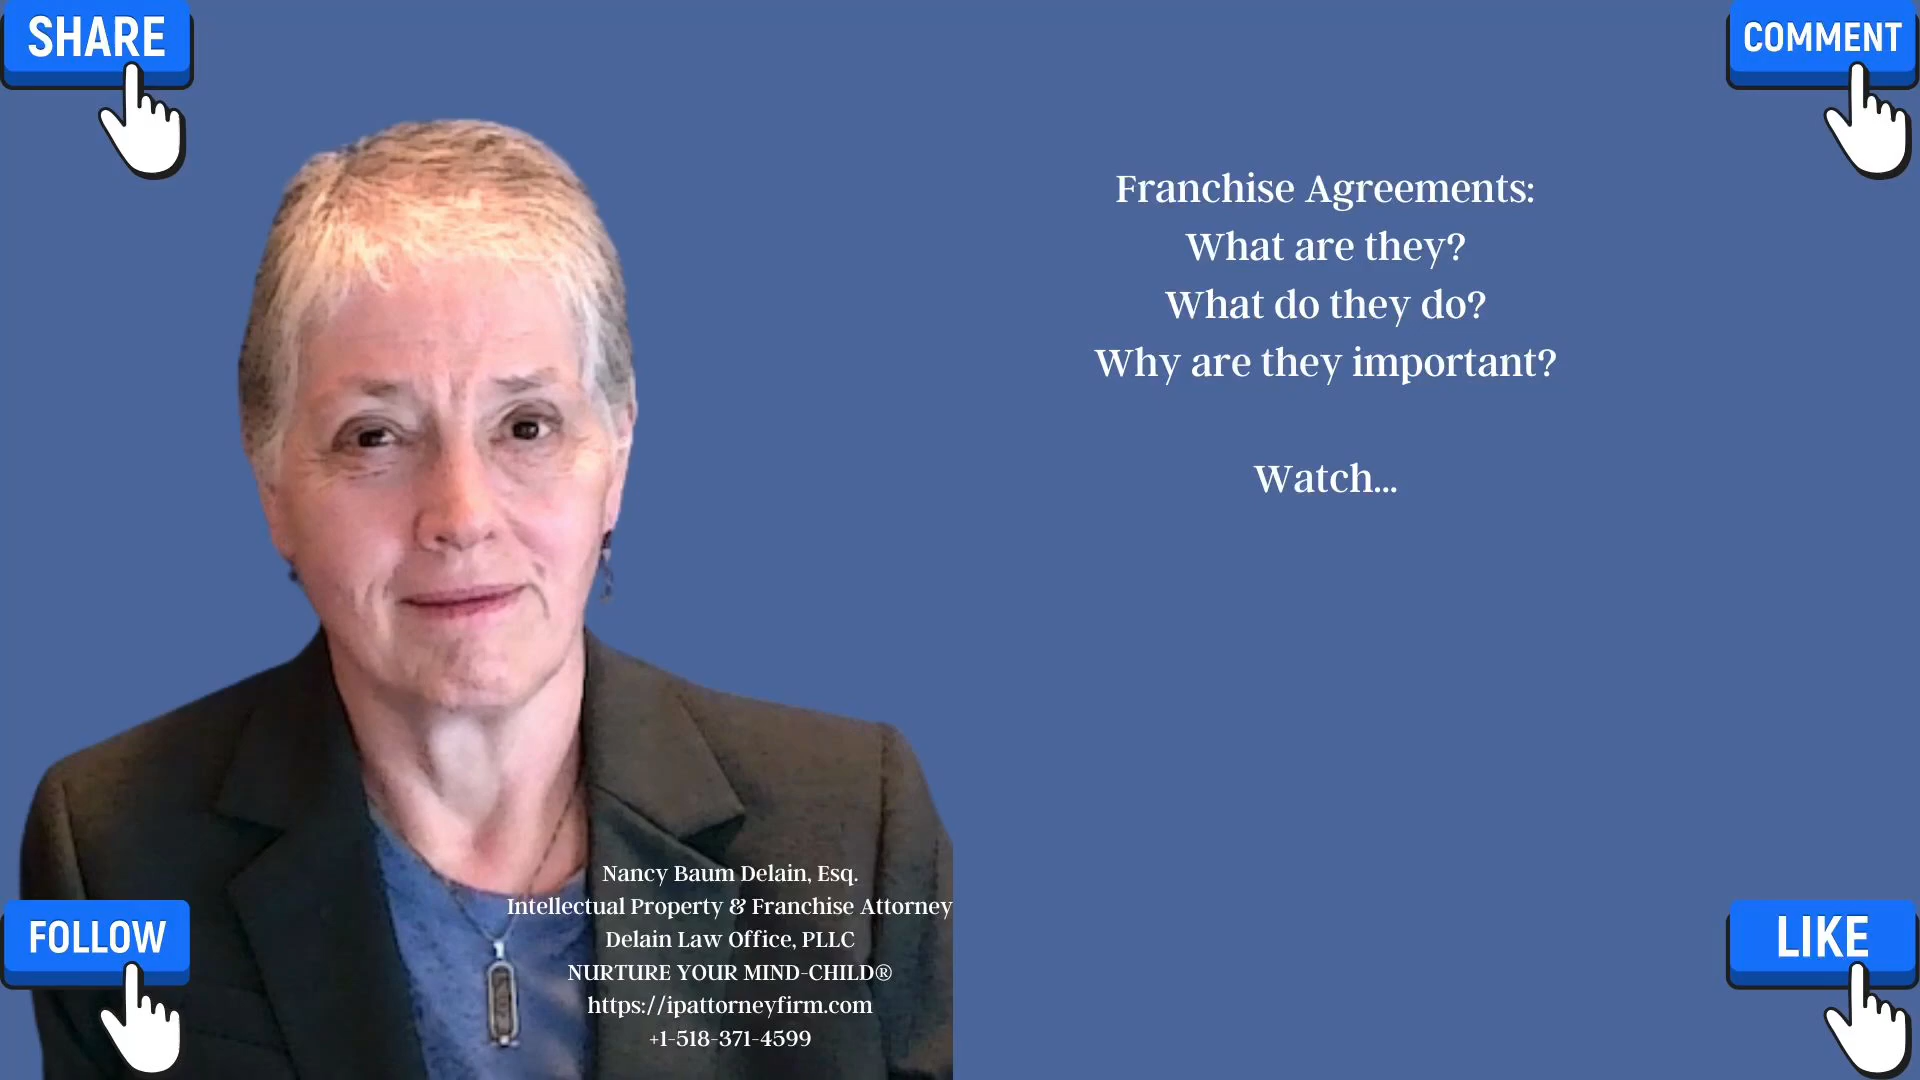 SHARE
COMMENT
Franchise Agreements:
What are they?
What do they do?
Why are they important?
Watch...
Nancy Baum Delain, Esq.
Intellectual Property & Franchise Attorney
Delain Law Office, PLLC
NURTURE YOUR MIND-CHILD®
https://ipattorneyfirm.com
+1-518-371-4599
FOLLOW
LIKE